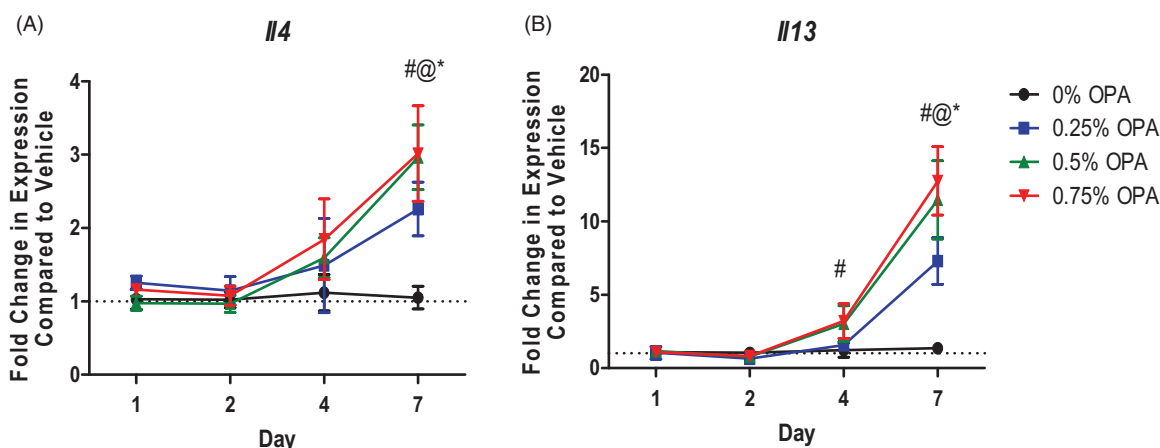 (A)
Il4
Fold Change in Expression
Compared to Vehicle
4
3
2
1
0
#@*
1 2 4 7
Day
(B)
Il13
Fold Change in Expression
Compared to Vehicle
20
15
10
5
0
#
#@*
1 2 4 7
Day
0% OPA
0.25% OPA
0.5% OPA
0.75% OPA